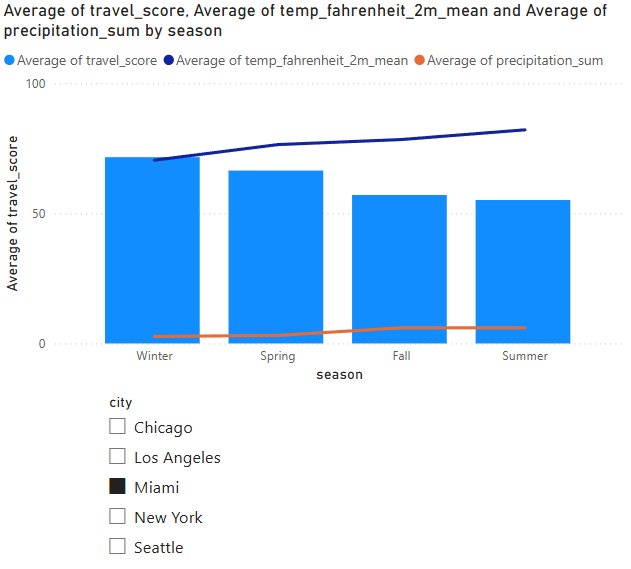 Average of travel_score, Average of temp_fahrenheit_2m_mean and Average of
precipitation_sum by season
Average of travel_score Average of temp_fahrenheit_2m_mean Average of precipitation_sum
100
50
0
Average of travel_score
Winter Spring Fall Summer
season
city
Chicago
Los Angeles
Miami
New York
Seattle